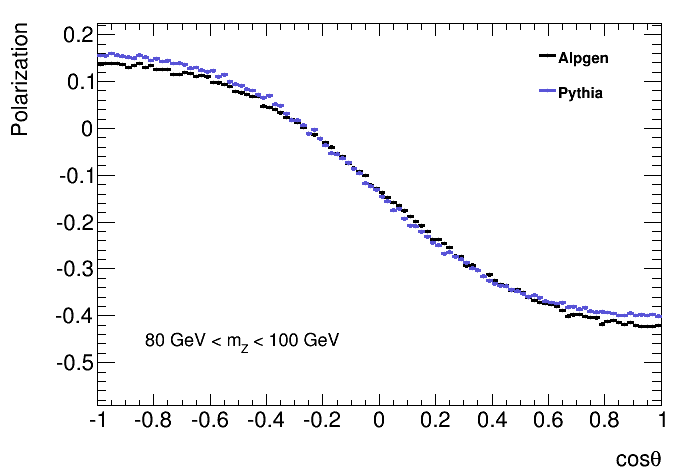 Polarization
0.2
0.1
0
-0.1
-0.2
-0.3
-0.4
-0.5
Alpgen
Pythia
80 GeV < mZ < 100 GeV
-1 -0.8 -0.6 -0.4 -0.2 0 0.2 0.4 0.6 0.8 1
cosθ